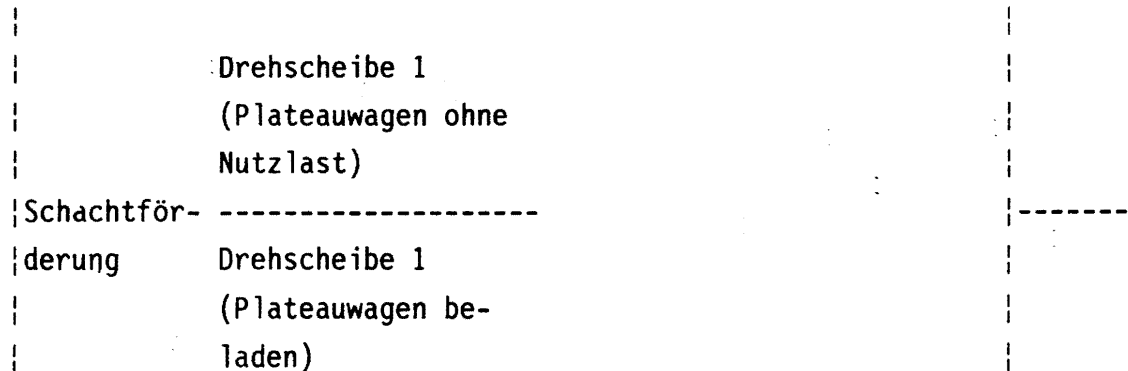 Drehscheibe 1
(Plateauwagen ohne
Nutzlast)
Schachtför- --------------------
derung Drehscheibe 1
(Plateauwagen be-
laden)